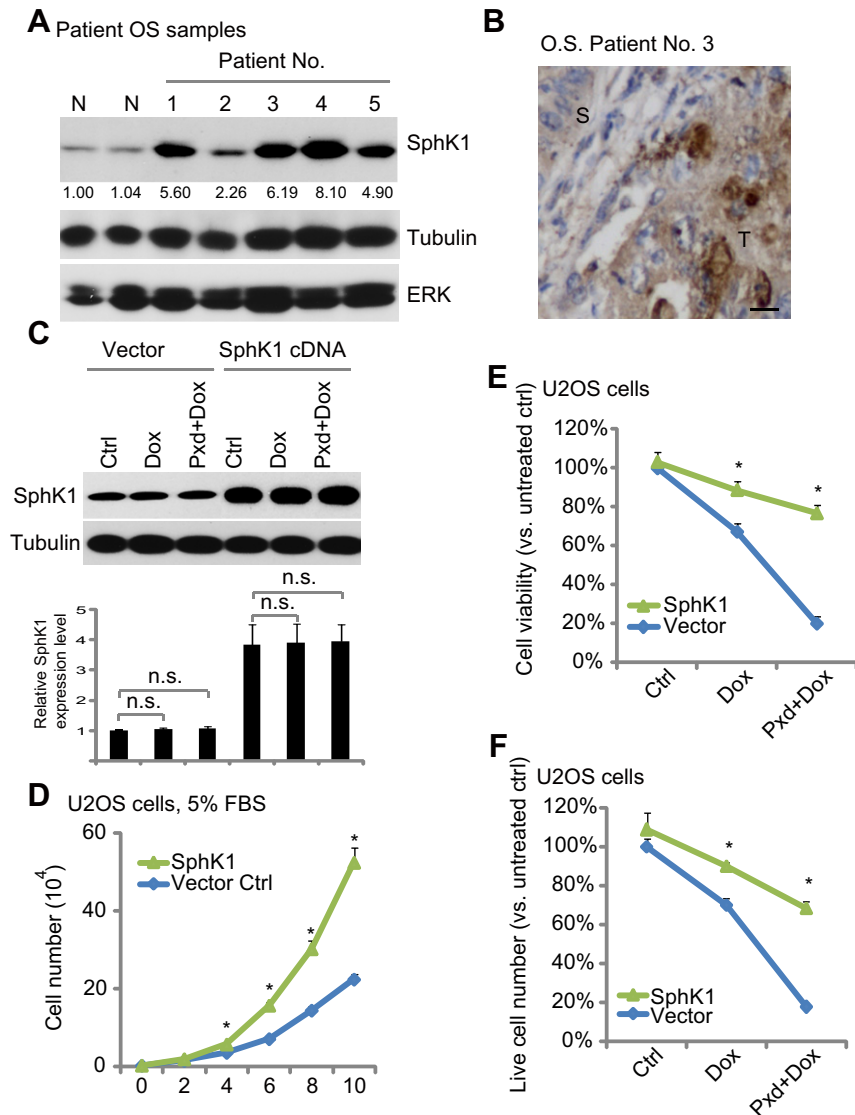 A
Patient OS samples
Patient No.
N N 1 2 3 4 5
SphK1
1.00 1.04 5.60 2.26 6.19 8.10 4.90
Tubulin
ERK
B
O.S. Patient No. 3
S
T
C
Vector SphK1 cDNA
Ctrl Dox Pxd+Dox Ctrl Dox Pxd+Dox
SphK1
Tubulin
Relative SphK1
expression level
5
4
3
2
1
n.s.
n.s.
n.s.
n.s.
D
U2OS cells, 5% FBS
Cell number (10⁴)
60
40
20
0
SphK1
Vector Ctrl
* * * *
0 2 4 6 8 10
E
U2OS cells
Cell viability (vs. untreated ctrl)
120%
100%
80%
60%
40%
20%
0%
* *
SphK1
Vector
Ctrl Dox Pxd+Dox
F
U2OS cells
Live cell number (vs. untreated ctrl)
120%
100%
80%
60%
40%
20%
0%
* *
SphK1
Vector
Ctrl Dox Pxd+Dox